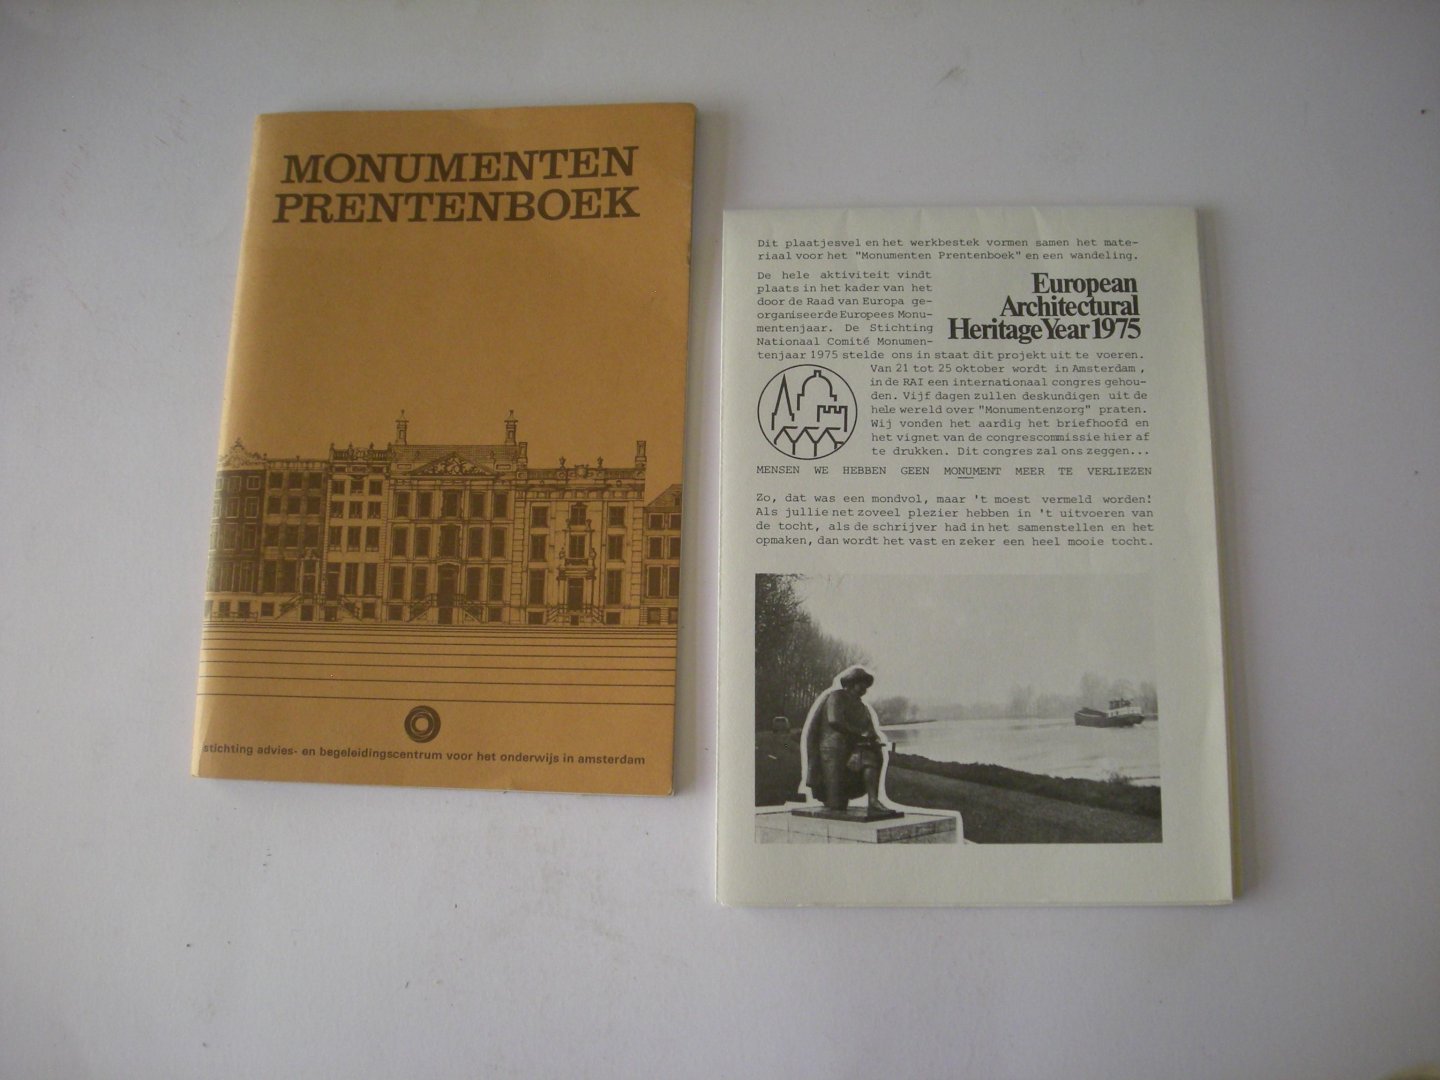 MONUMENTEN
PRENTENBOEK
stichting advies- en begeleidingscentrum voor het onderwijs in amsterdam
Dit plaatjesvel en het werkbestek vormen samen het mate-
riaal voor het "Monumenten Prentenboek" en een wandeling.
De hele aktiviteit vindt
plaats in het kader van het
door de Raad van Europa ge-
organiseerde Europees Monu-
mentenjaar. De Stichting
Nationaal Comité Monumen-
tenjaar 1975 stelde ons in staat dit projekt uit te voeren.
European
Architectural
Heritage Year 1975
Van 21 tot 25 oktober wordt in Amsterdam,
in de RAI een internationaal congres gehou-
den. Vijf dagen zullen deskundigen uit de
hele wereld over "Monumentenzorg" praten.
Wij vonden het aardig het briefhoofd en
het vignet van de congrescommissie hier af
te drukken. Dit congres zal ons zeggen...
MENSEN WE HEBBEN GEEN MONUMENT MEER TE VERLIEZEN
Zo, dat was een mondvol, maar 't moest vermeld worden!
Als jullie net zoveel plezier hebben in 't uitvoeren van
de tocht, als de schrijver had in het samenstellen en het
opmaken, dan wordt het vast en zeker een heel mooie tocht.